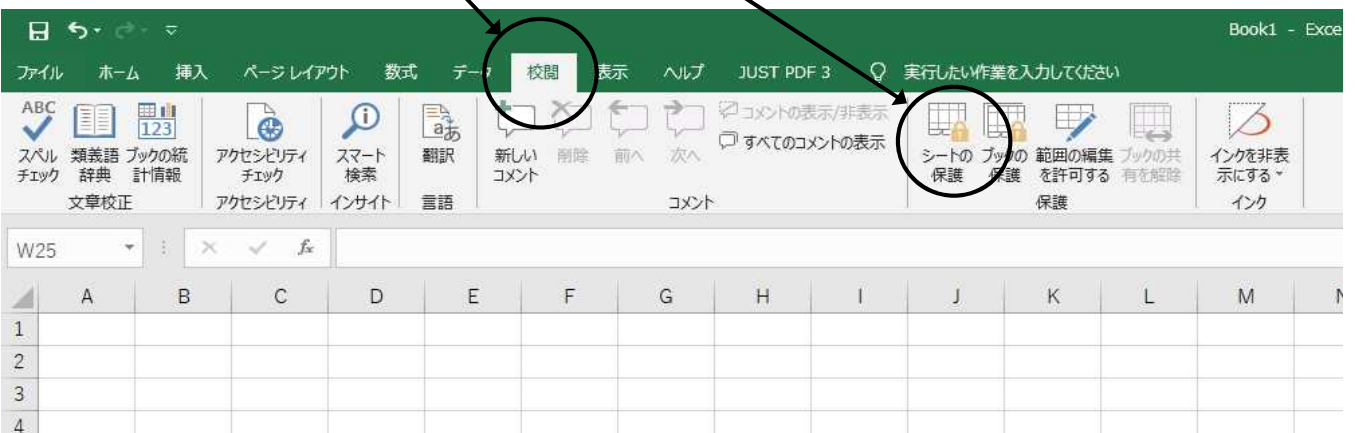 Book1 - Exce
ファイル ホーム 挿入 ページ レイアウト 数式 データ 校閲 表示 ヘルプ JUST PDF 3 実行したい作業を入力してください
ABC
スペル
チェック
類義語
辞典
123
ブックの統
計情報
文章校正
アクセシビリティ
チェック
アクセシビリティ
スマート
検索
インサイト
aあ
翻訳
言語
新しい
コメント
削除
前へ
次へ
コメントの表示/非表示
すべてのコメントの表示
コメント
シートの
保護
ブックの
保護
範囲の編集
を許可する
ブックの共
有を解除
保護
インクを非表
示にする
インク
W25 fx
A B C D E F G H I J K L M N
1
2
3
4